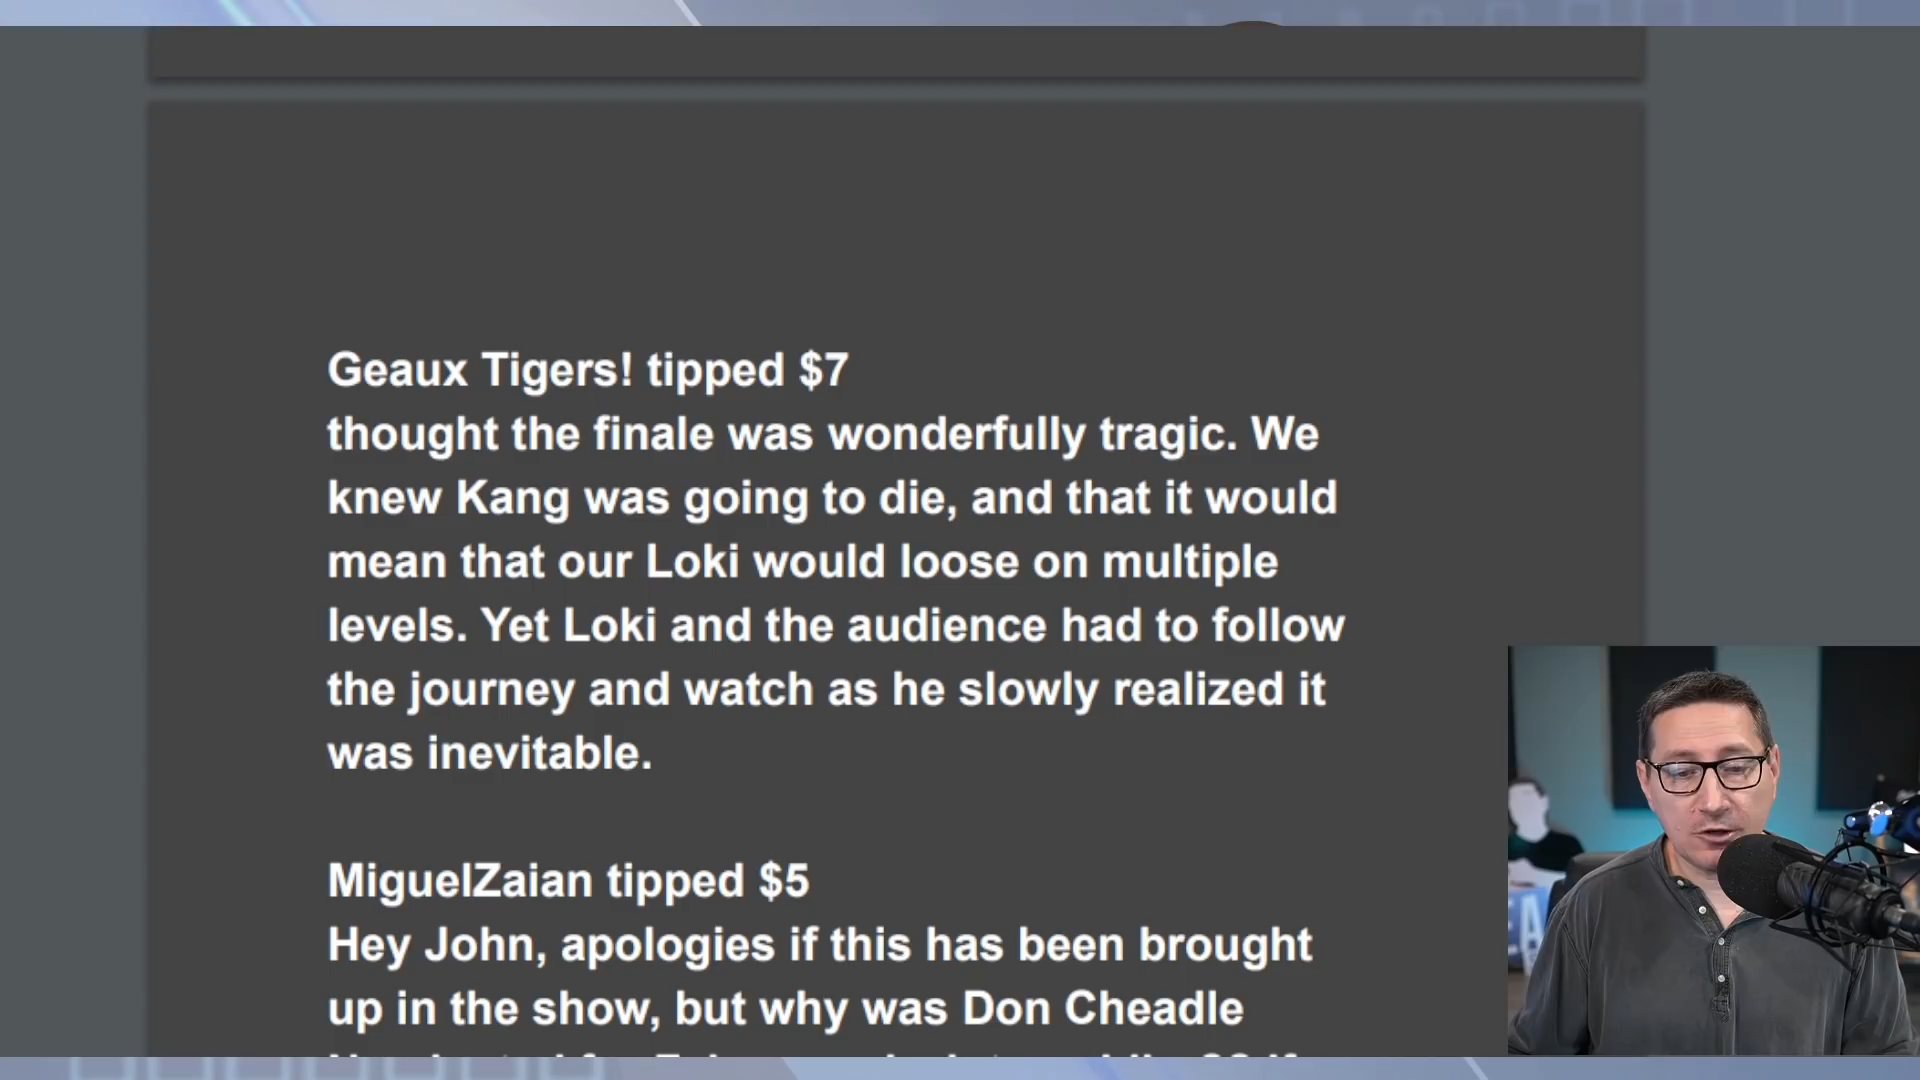 Geaux Tigers! tipped $7
thought the finale was wonderfully tragic. We
knew Kang was going to die, and that it would
mean that our Loki would loose on multiple
levels. Yet Loki and the audience had to follow
the journey and watch as he slowly realized it
was inevitable.
MiguelZaian tipped $5
Hey John, apologies if this has been brought
up in the show, but why was Don Cheadle